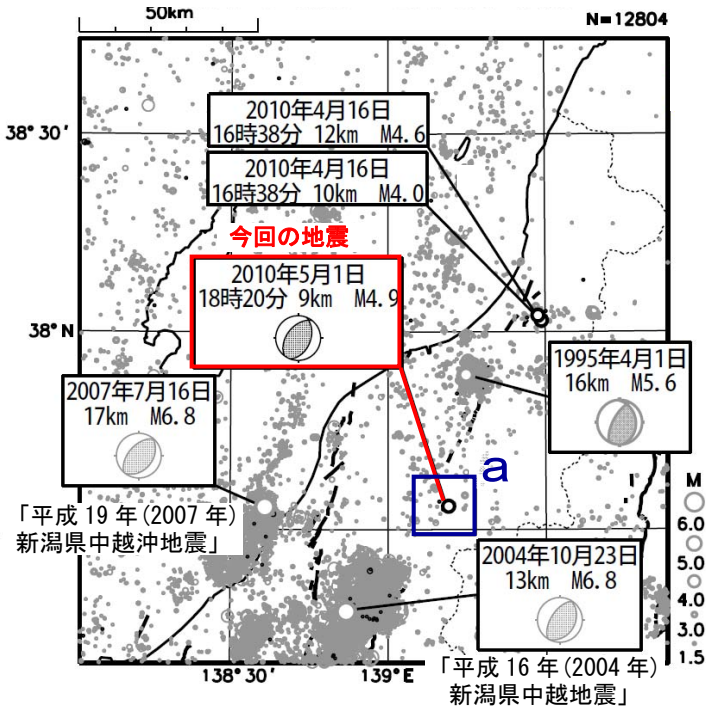 50km
N=12804
38°30′
2010年4月16日
16時38分 12km M4.6
2010年4月16日
16時38分 10km M4.0
今回の地震
2010年5月1日
18時20分 9km M4.9
38°N
1995年4月1日
16km M5.6
2007年7月16日
17km M6.8
a
「平成 19 年(2007 年)
新潟県中越沖地震」
2004年10月23日
13km M6.8
M
6.0
5.0
4.0
3.0
1.5
138°30′
139°E
「平成 16 年(2004 年)
新潟県中越地震」